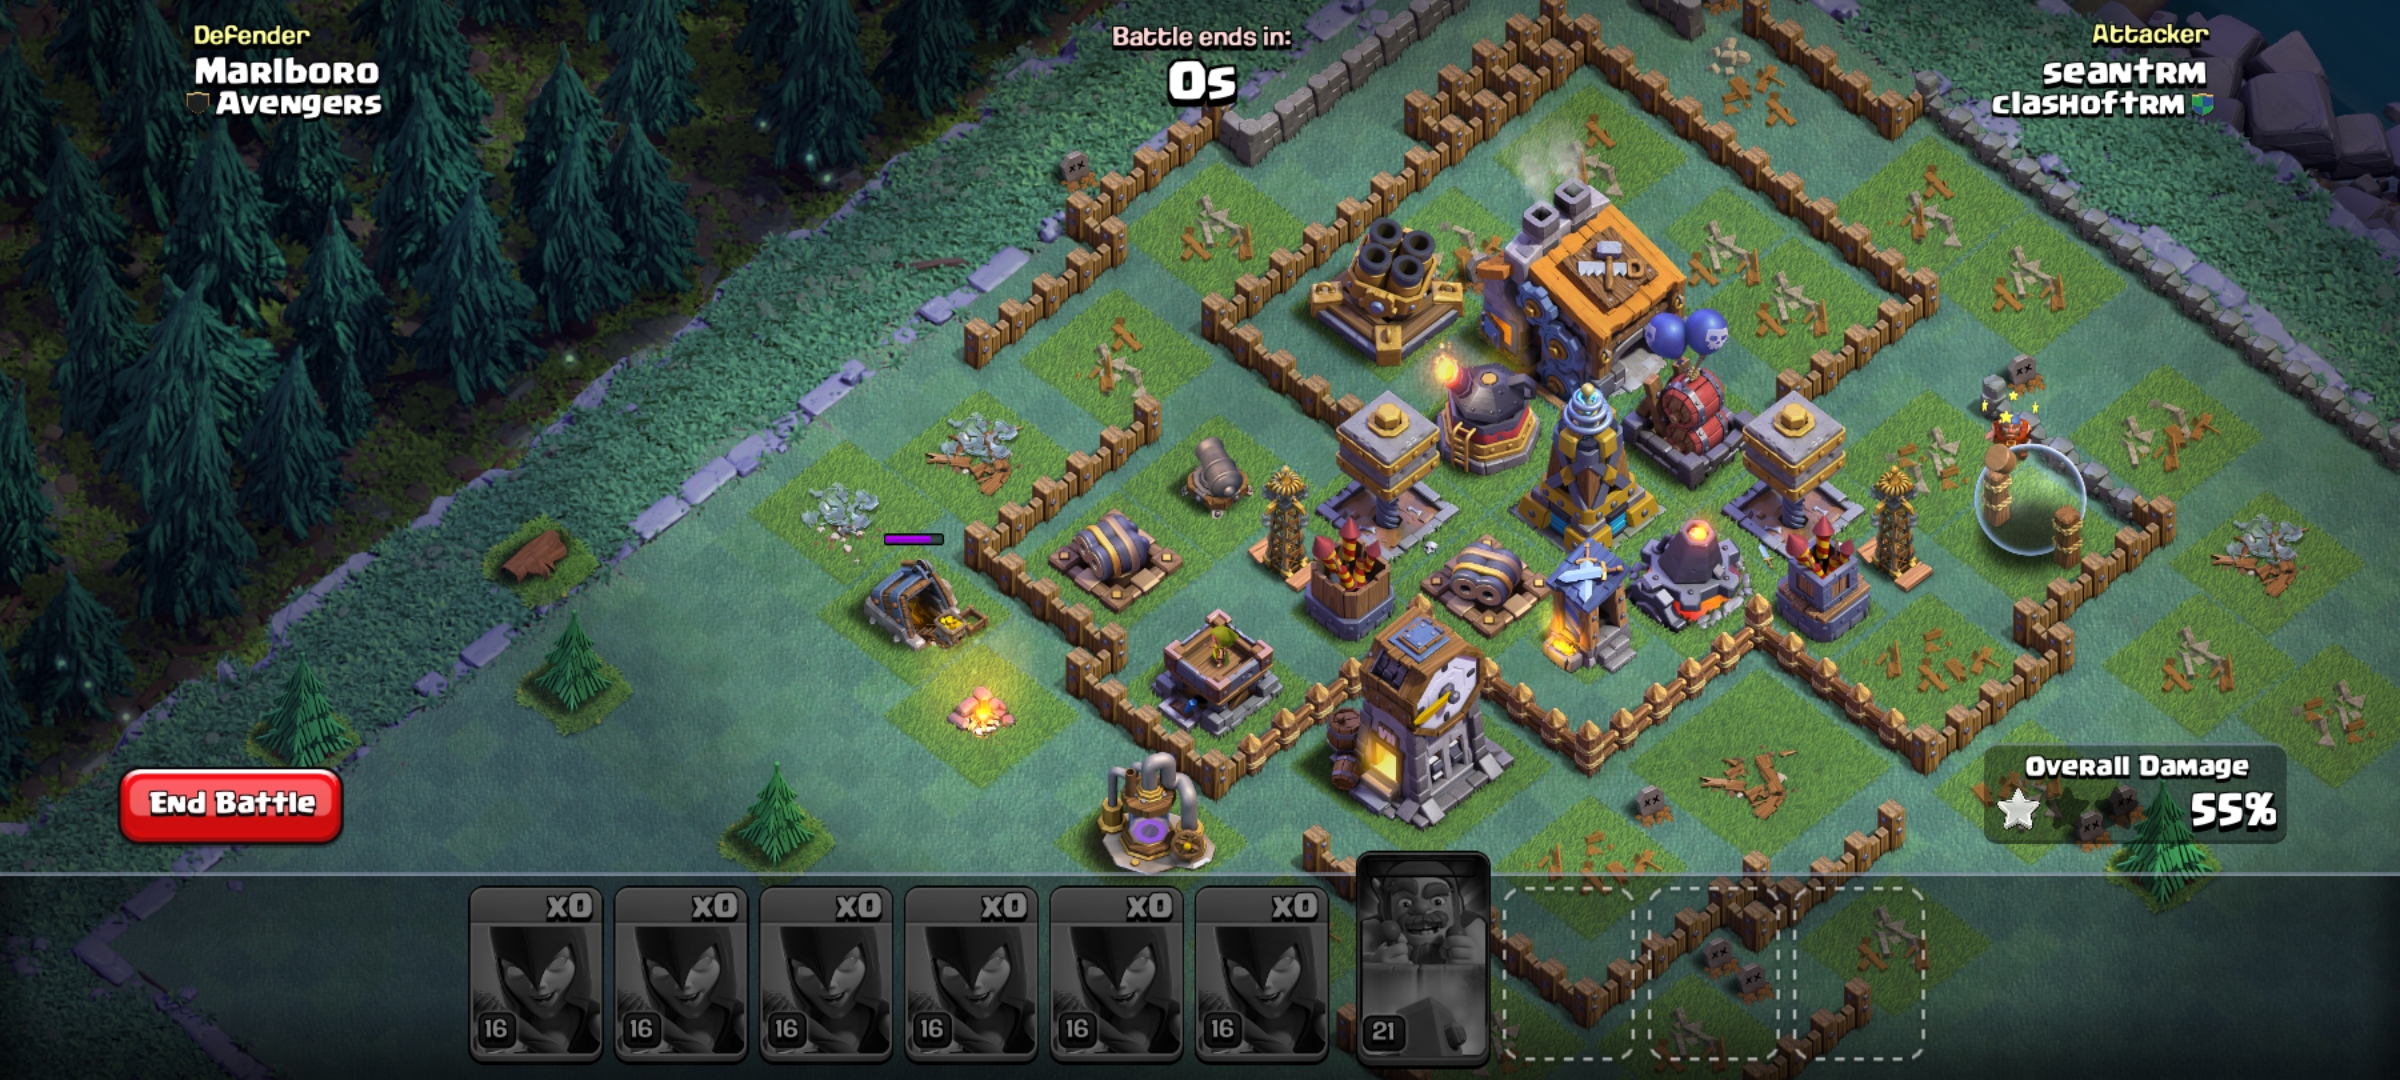 Defender
Marlboro
Avengers
Battle ends in:
0s
Attacker
seantRM
clashoftRM
End Battle
Overall Damage
55%
x0
x0
x0
x0
x0
x0
16
16
16
16
16
16
21